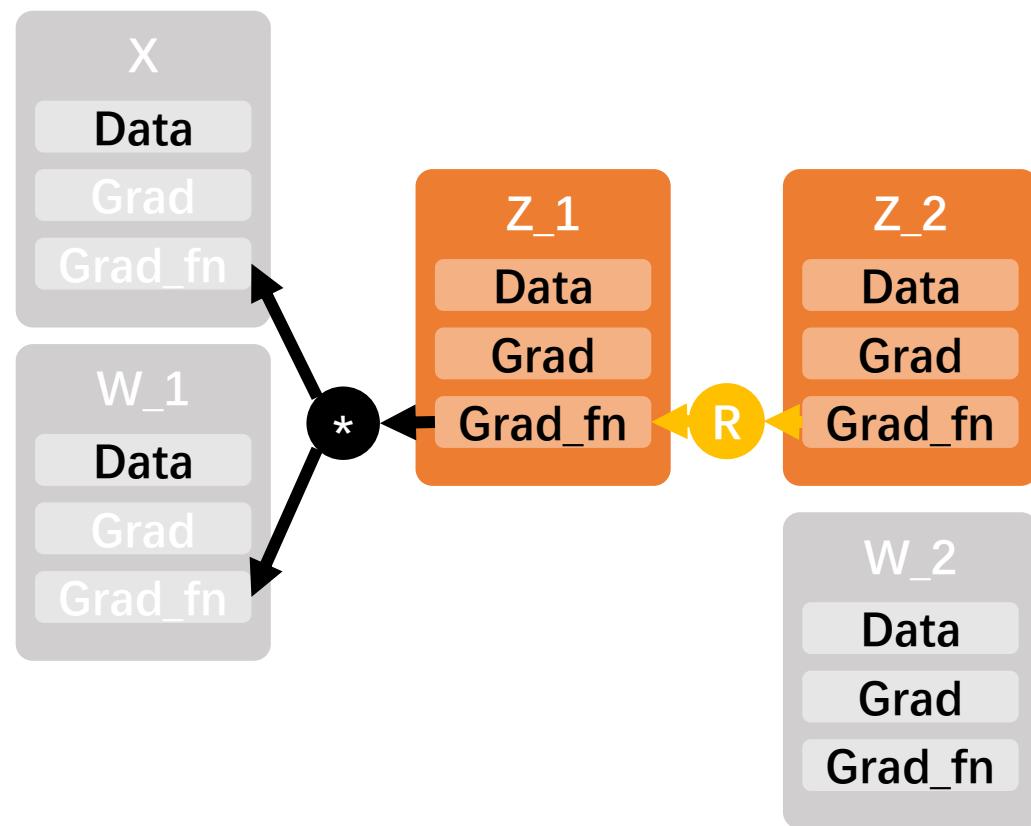 X
Data
Grad
Grad_fn
W_1
Data
Grad
Grad_fn
*
Z_1
Data
Grad
Grad_fn
R
Z_2
Data
Grad
Grad_fn
W_2
Data
Grad
Grad_fn